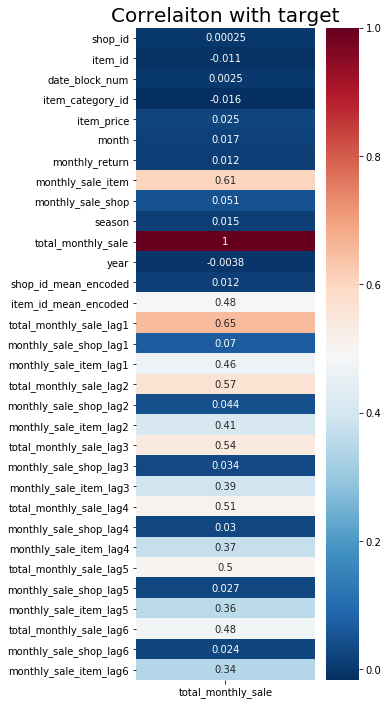 Correlaiton with target
shop_id 0.00025
item_id -0.011
date_block_num 0.0025
item_category_id -0.016
item_price 0.025
month 0.017
monthly_return 0.012
monthly_sale_item 0.61
monthly_sale_shop 0.051
season 0.015
total_monthly_sale 1
year -0.0038
shop_id_mean_encoded 0.012
item_id_mean_encoded 0.48
total_monthly_sale_lag1 0.65
monthly_sale_shop_lag1 0.07
monthly_sale_item_lag1 0.46
total_monthly_sale_lag2 0.57
monthly_sale_shop_lag2 0.044
monthly_sale_item_lag2 0.41
total_monthly_sale_lag3 0.54
monthly_sale_shop_lag3 0.034
monthly_sale_item_lag3 0.39
total_monthly_sale_lag4 0.51
monthly_sale_shop_lag4 0.03
monthly_sale_item_lag4 0.37
total_monthly_sale_lag5 0.5
monthly_sale_shop_lag5 0.027
monthly_sale_item_lag5 0.36
total_monthly_sale_lag6 0.48
monthly_sale_shop_lag6 0.024
monthly_sale_item_lag6 0.34
total_monthly_sale
1.0
0.8
0.6
0.4
0.2
0.0